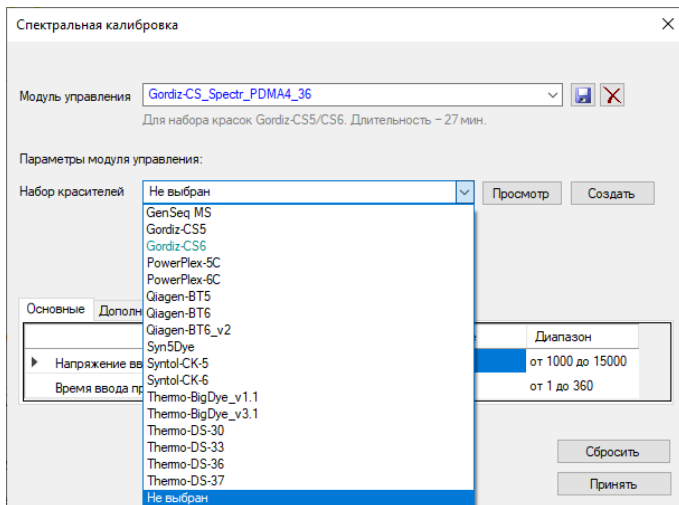 Спектральная калибровка
Модуль управления Gordiz-CS_Spectr_PDMA4_36
Для набора красок Gordiz-CS5/CS6. Длительность – 27 мин.
Параметры модуля управления:
Набор красителей Не выбран Просмотр Создать
GenSeq MS
Gordiz-CS5
Gordiz-CS6
PowerPlex-5C
PowerPlex-6C
Qiagen-BT5
Qiagen-BT6
Qiagen-BT6_v2
Syn5Dye
Syntol-CK-5
Syntol-CK-6
Thermo-BigDye_v1.1
Thermo-BigDye_v3.1
Thermo-DS-30
Thermo-DS-33
Thermo-DS-36
Thermo-DS-37
Не выбран
Основные
Диапазон
Напряжение от 1000 до 15000
Время ввода от 1 до 360
Сбросить
Принять